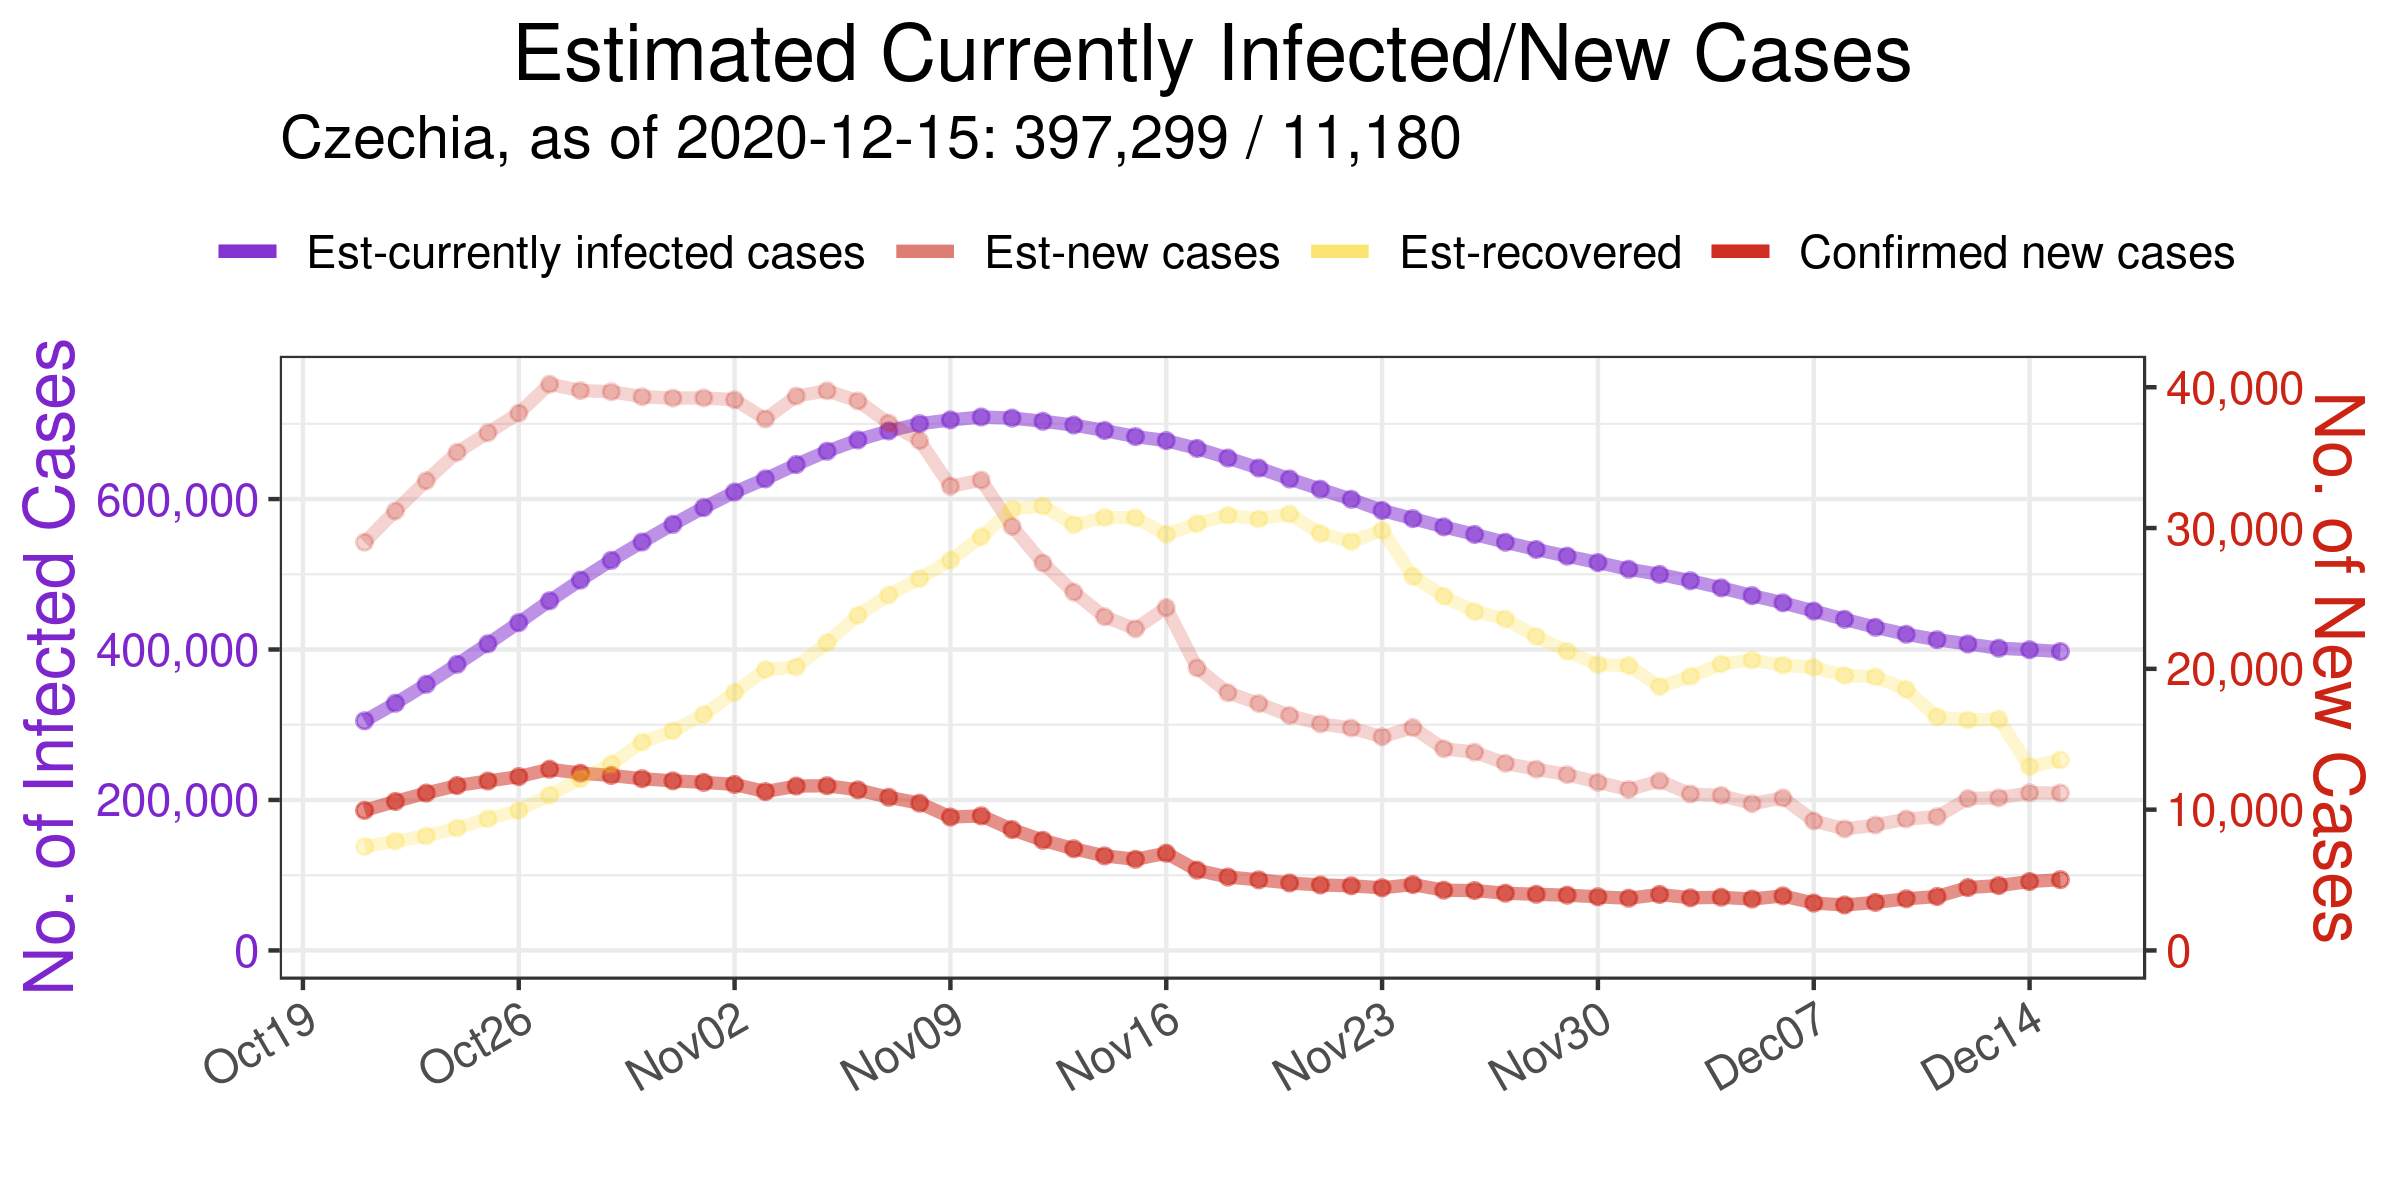 Estimated Currently Infected/New Cases
Czechia, as of 2020-12-15: 397,299 / 11,180
Est-currently infected cases Est-new cases Est-recovered Confirmed new cases
No. of Infected Cases
600,000
400,000
200,000
0
40,000
30,000
20,000
10,000
0
No. of New Cases
Oct19 Oct26 Nov02 Nov09 Nov16 Nov23 Nov30 Dec07 Dec14